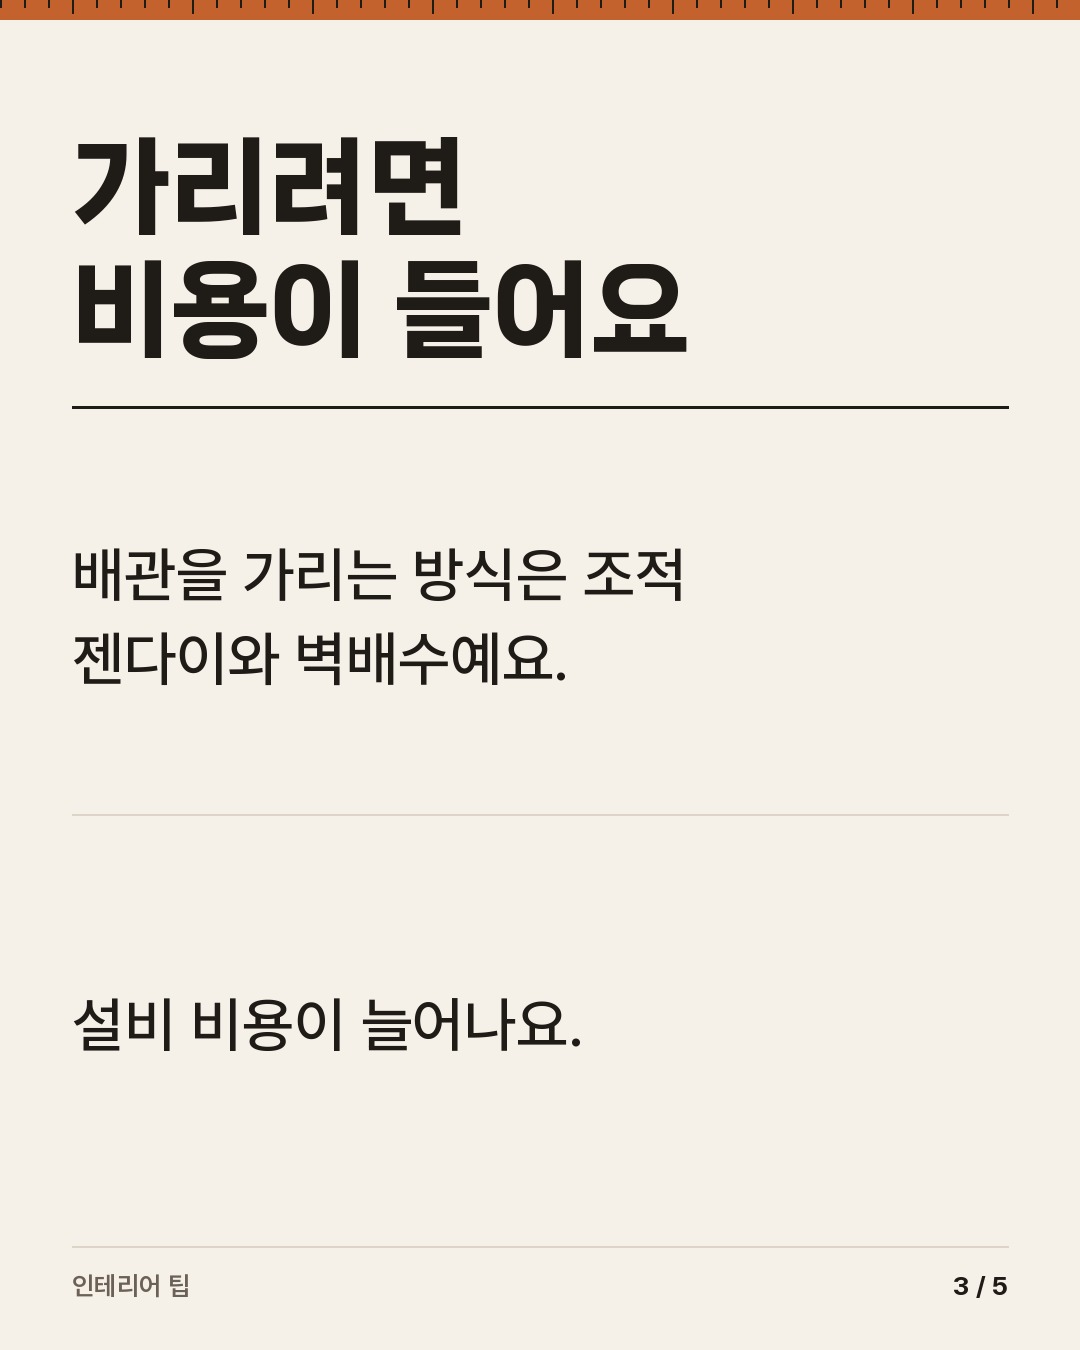 가리려면
비용이 들어요
배관을 가리는 방식은 조적
젠다이와 벽배수예요.
설비 비용이 늘어나요.
인테리어 팁
3 / 5